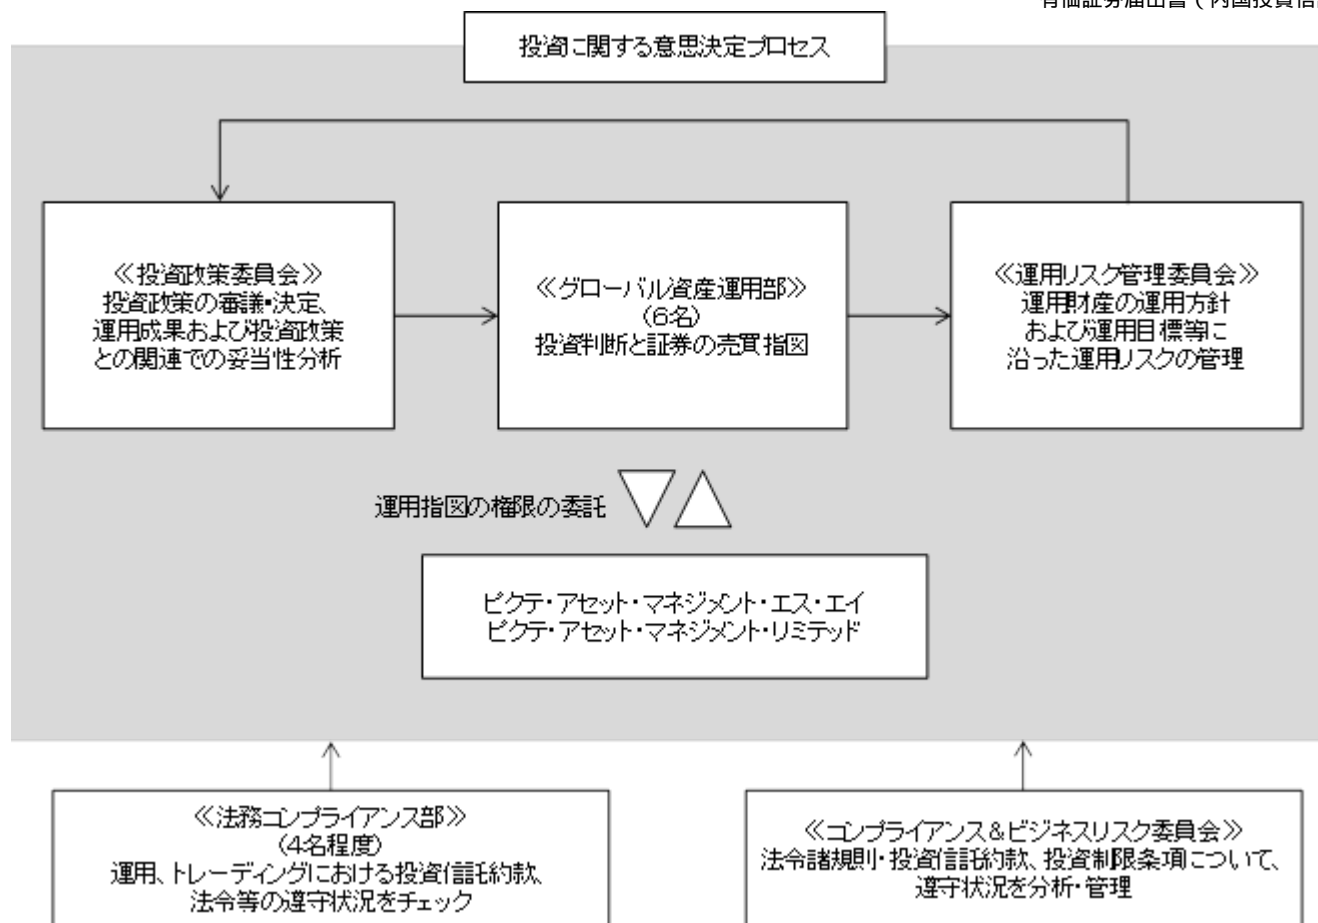 有価証券届出書(内国投資信
投資に関する意思決定プロセス
≪投資政策委員会≫
投資政策の審議・決定、
運用成果および投資政策
との関連での妥当性分析
≪グローバル資産運用部≫
(6名)
投資判断と証券の売買指図
≪運用リスク管理委員会≫
運用財産の運用方針
および運用目標等に
沿った運用リスクの管理
運用指図の権限の委託
ピクテ・アセット・マネジメント・エス・エイ
ピクテ・アセット・マネジメント・リミテッド
≪法務コンプライアンス部≫
(4名程度)
運用、トレーディングにおける投資信託約款、
法令等の遵守状況をチェック
≪コンプライアンス&ビジネスリスク委員会≫
法令諸規則・投資信託約款、投資制限条項について、
遵守状況を分析・管理